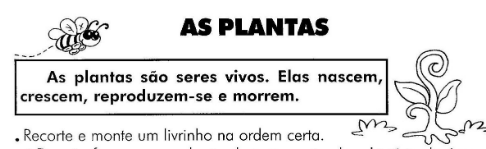 AS PLANTAS
As plantas são seres vivos. Elas nascem,
crescem, reproduzem-se e morrem.
. Recorte e monte um livrinho na ordem certa.